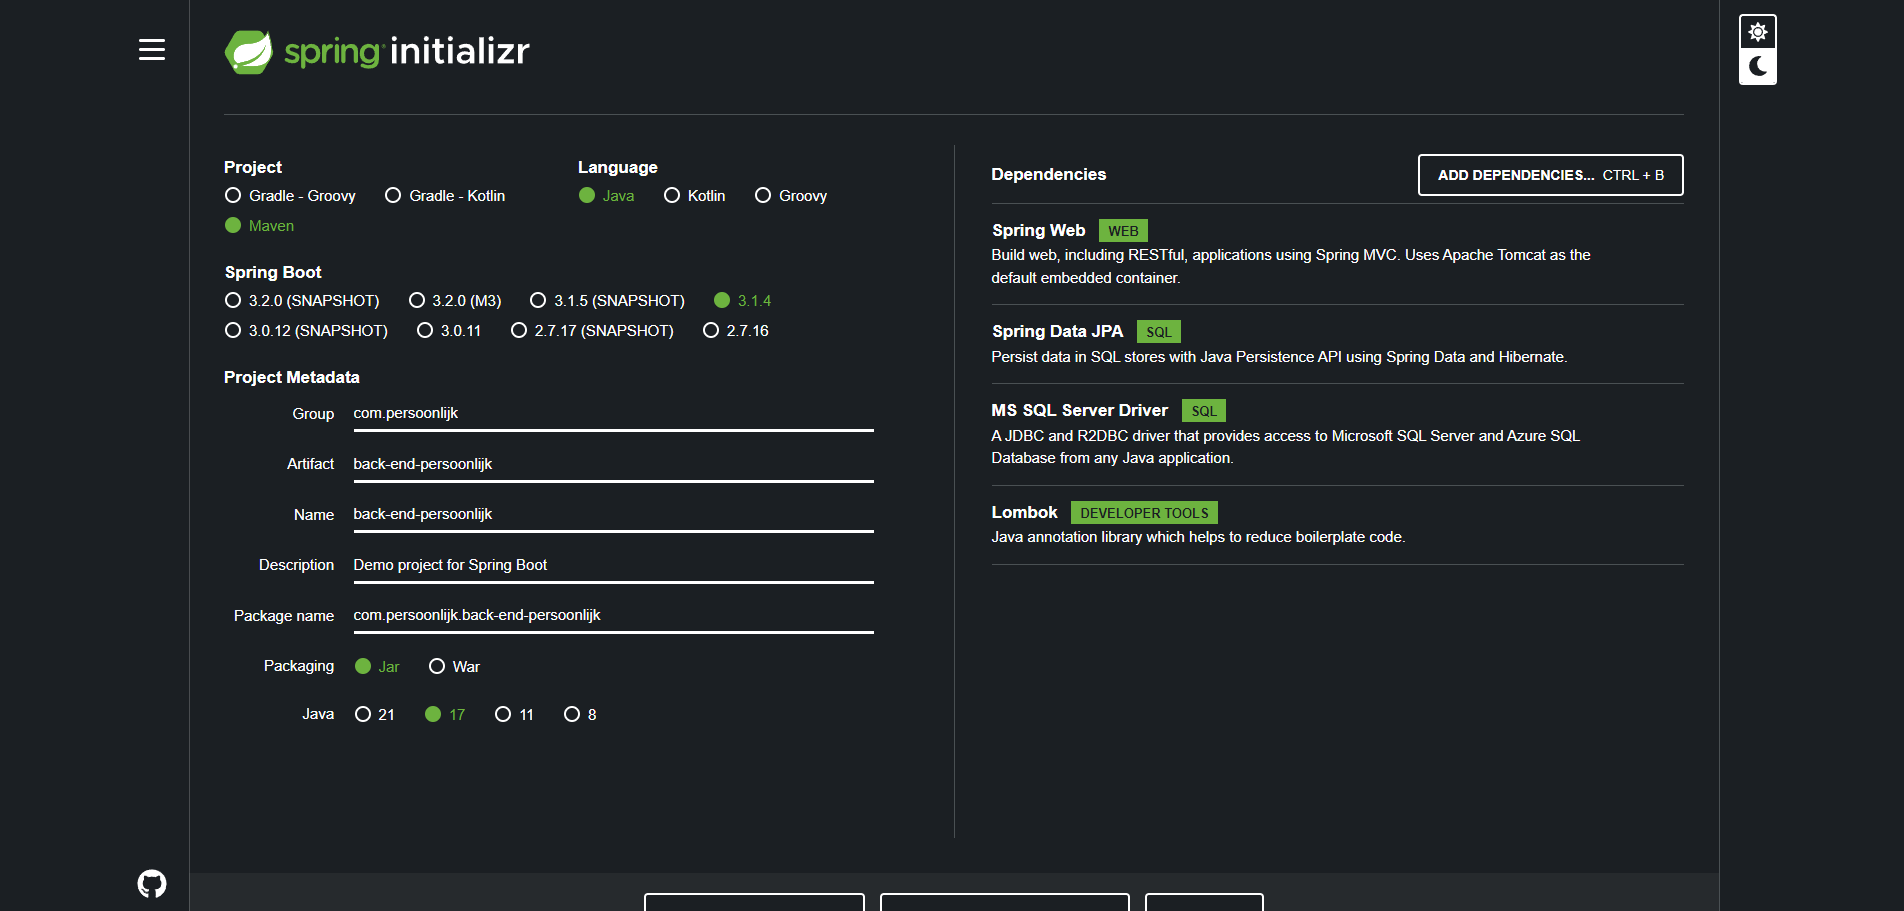 spring initializr
Project
Gradle - Groovy Gradle - Kotlin
Maven
Language
Java Kotlin Groovy
Spring Boot
3.2.0 (SNAPSHOT) 3.2.0 (M3) 3.1.5 (SNAPSHOT) 3.1.4
3.0.12 (SNAPSHOT) 3.0.11 2.7.17 (SNAPSHOT) 2.7.16
Project Metadata
Group com.persoonlijk
Artifact back-end-persoonlijk
Name back-end-persoonlijk
Description Demo project for Spring Boot
Package name com.persoonlijk.back-end-persoonlijk
Packaging Jar War
Java 21 17 11 8
Dependencies ADD DEPENDENCIES... CTRL + B
Spring Web WEB
Build web, including RESTful, applications using Spring MVC. Uses Apache Tomcat as the
default embedded container.
Spring Data JPA SQL
Persist data in SQL stores with Java Persistence API using Spring Data and Hibernate.
MS SQL Server Driver SQL
A JDBC and R2DBC driver that provides access to Microsoft SQL Server and Azure SQL
Database from any Java application.
Lombok DEVELOPER TOOLS
Java annotation library which helps to reduce boilerplate code.